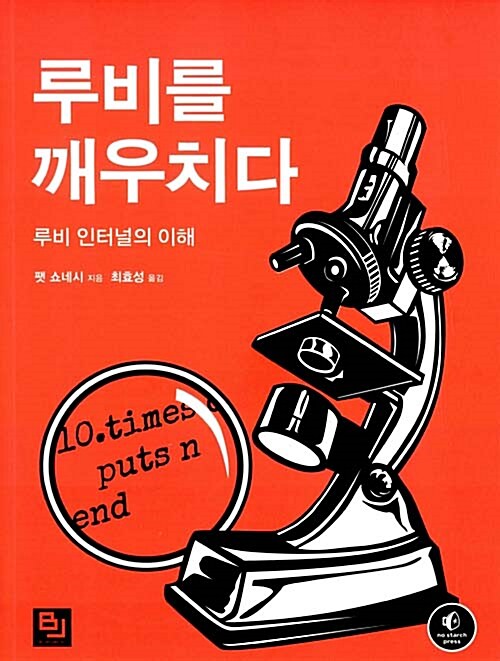 루비를
깨우치다
루비 인터널의 이해
팻 쇼네시 지음 최효성 옮김
10.times
puts n
end
BJ
no starch
press